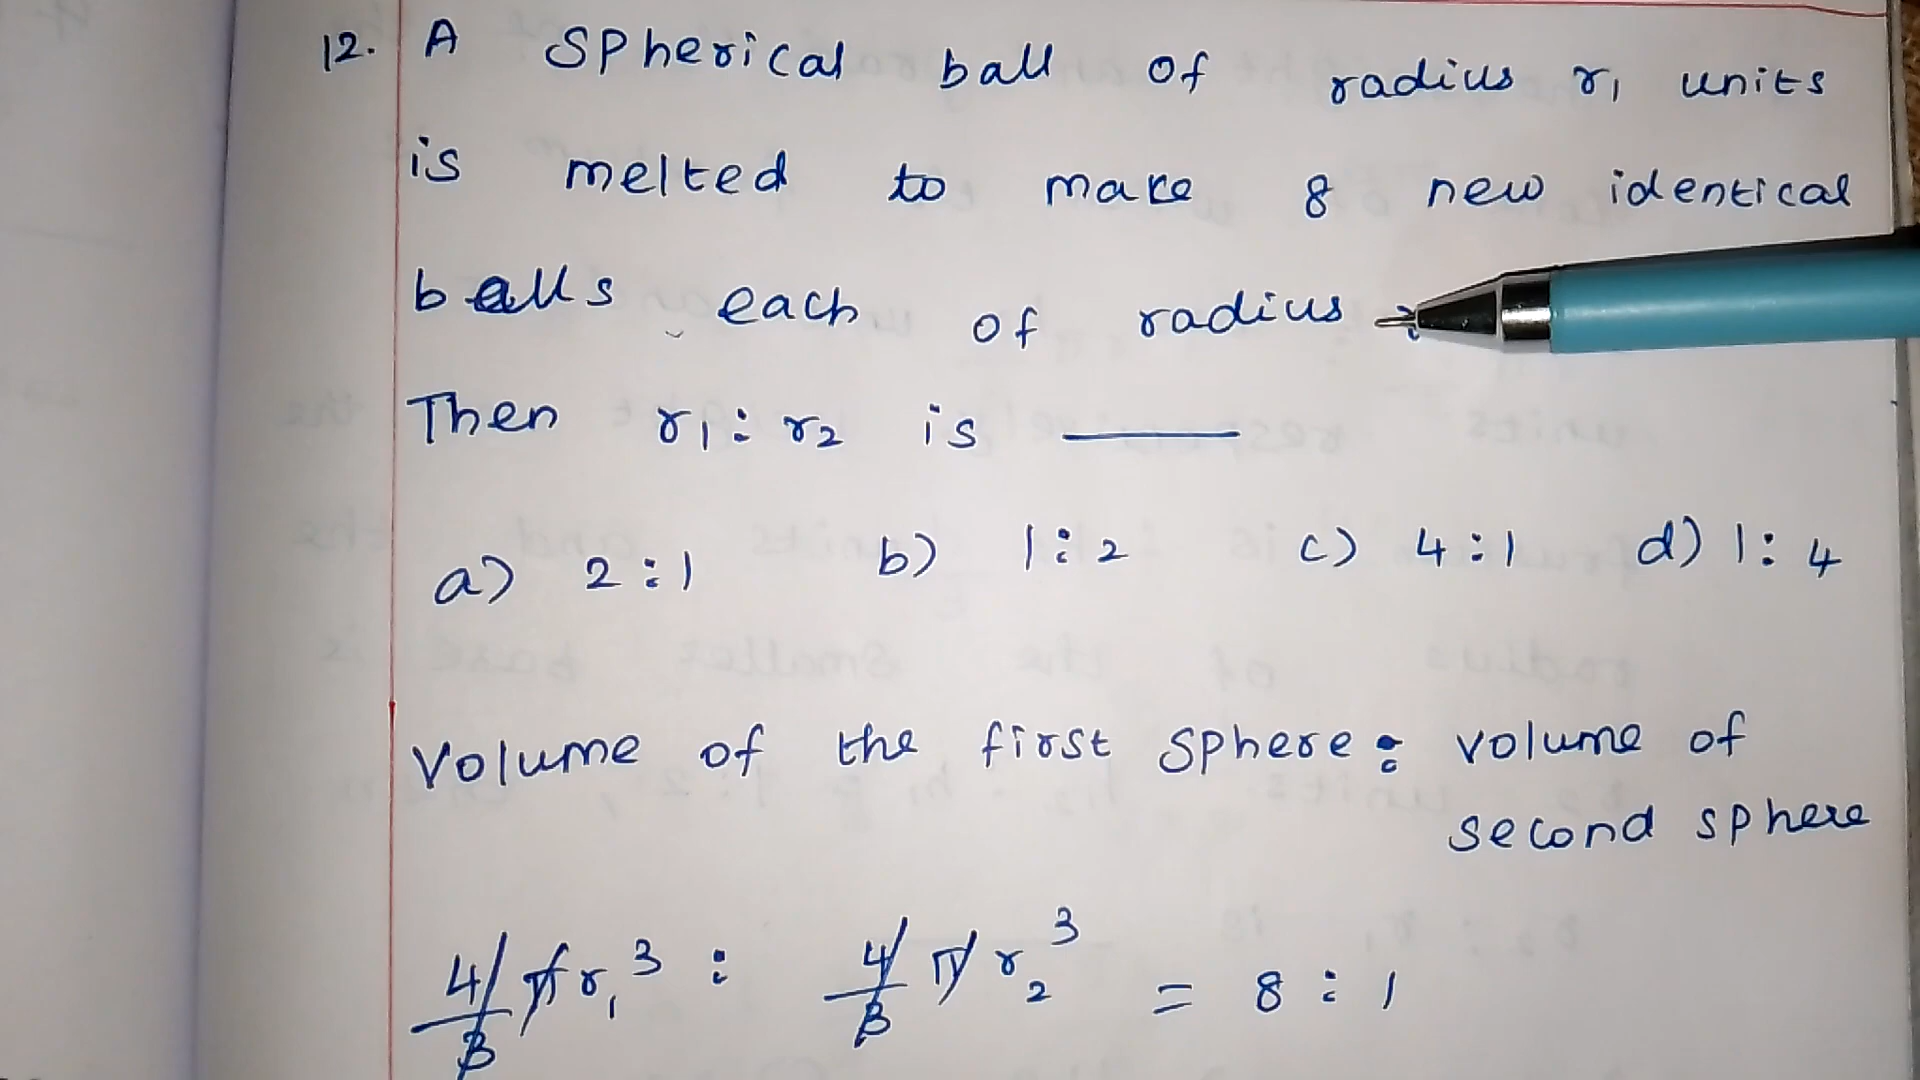 12. A Spherical ball of radius r₁ units
is melted to make 8 new identical
balls each of radius
Then r₁ : r₂ is ———
a) 2 : 1 b) 1 : 2 c) 4 : 1 d) 1 : 4
Volume of the first Sphere : volume of
second sphere
4/3 πr₁³ : 4/3 πr₂³ = 8 : 1